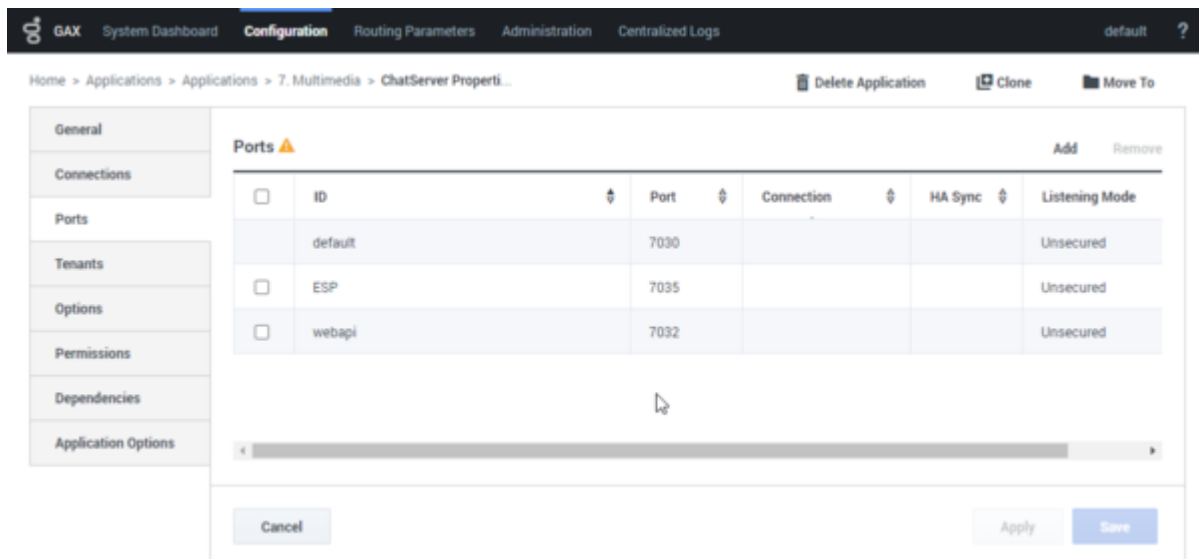 GAX System Dashboard Configuration Routing Parameters Administration Centralized Logs default ?
Home > Applications > Applications > 7. Multimedia > ChatServer Properti... Delete Application Clone Move To
General
Connections
Ports
Tenants
Options
Permissions
Dependencies
Application Options
Ports Add Remove
ID Port Connection HA Sync Listening Mode
default 7030 Unsecured
ESP 7035 Unsecured
webapi 7032 Unsecured
Cancel Apply Save